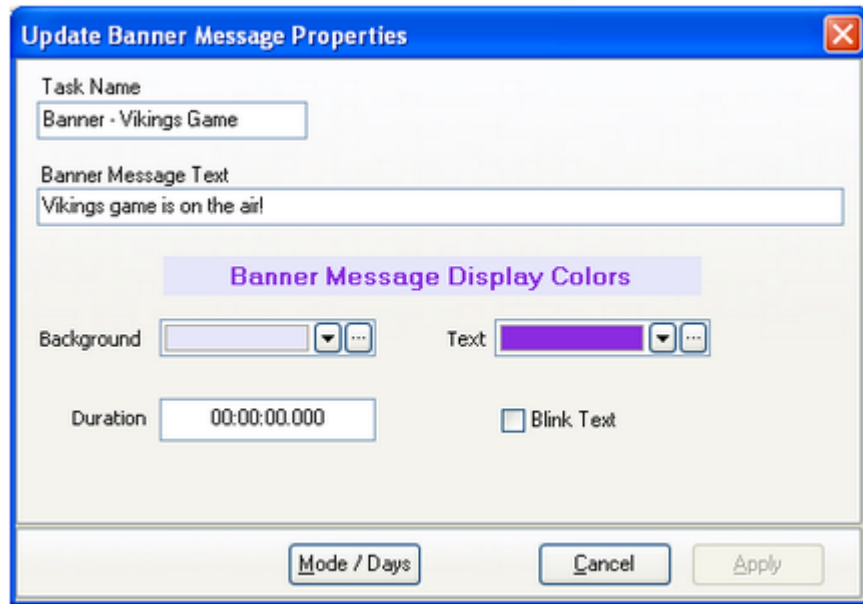 Update Banner Message Properties
Task Name
Banner - Vikings Game
Banner Message Text
Vikings game is on the air!
Banner Message Display Colors
Background ... Text ...
Duration 00:00:00.000 Blink Text
Mode / Days Cancel Apply